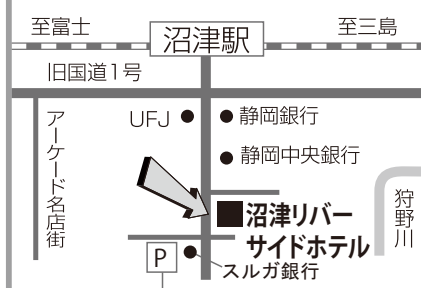 至富士
沼津駅
至三島
旧国道1号
アーケード名店街
UFJ
静岡銀行
静岡中央銀行
沼津リバー
サイドホテル
狩野川
P
スルガ銀行